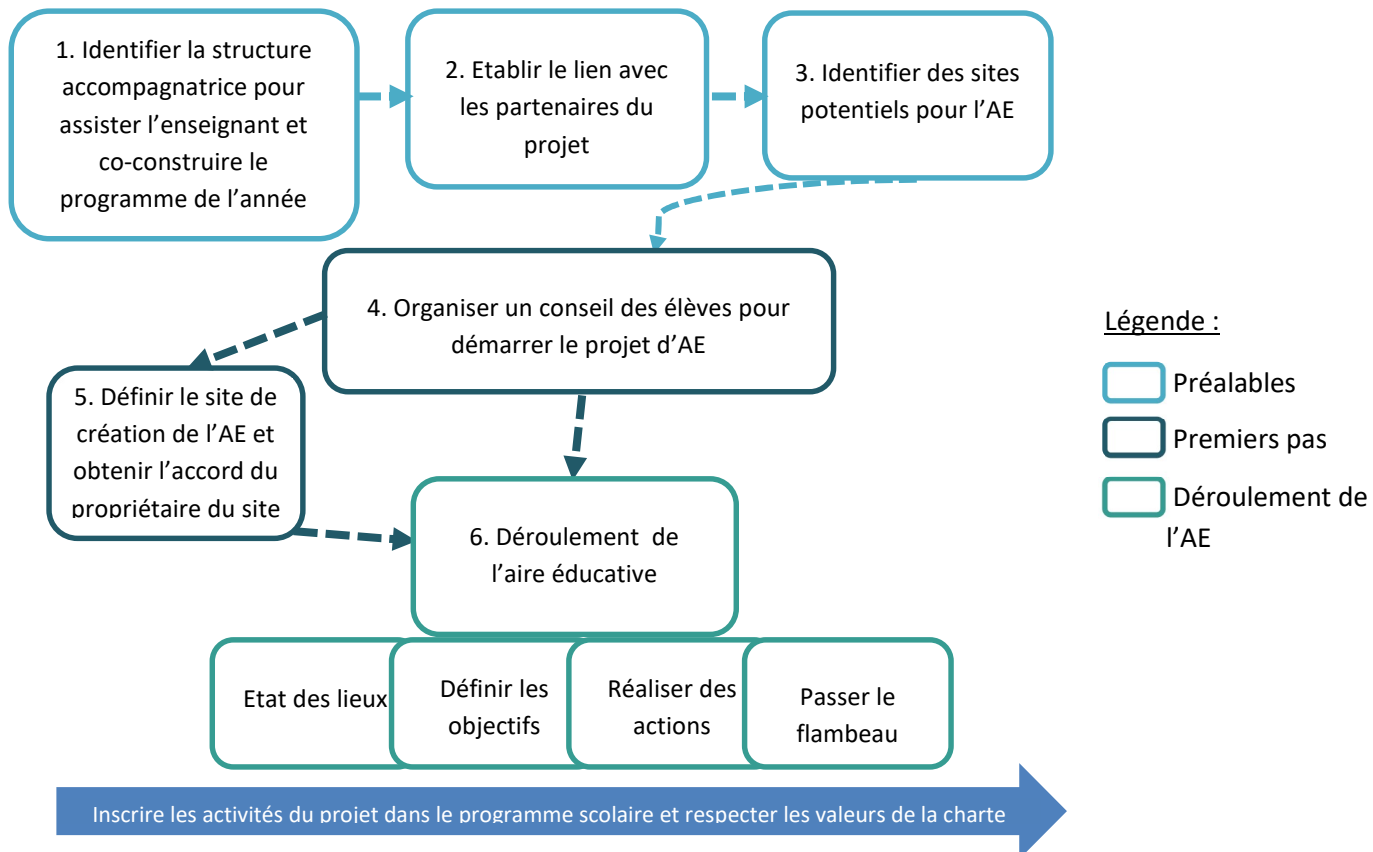 1. Identifier la structure
accompagnatrice pour
assister l’enseignant et
co-construire le
programme de l’année
2. Etablir le lien avec
les partenaires du
projet
3. Identifier des sites
potentiels pour l’AE
4. Organiser un conseil des élèves pour
démarrer le projet d’AE
5. Définir le site de
création de l’AE et
obtenir l’accord du
propriétaire du site
6. Déroulement de
l’aire éducative
Etat des lieux
Définir les
objectifs
Réaliser des
actions
Passer le
flambeau
Inscrire les activités du projet dans le programme scolaire et respecter les valeurs de la charte
Légende :
Préalables
Premiers pas
Déroulement de
l’AE